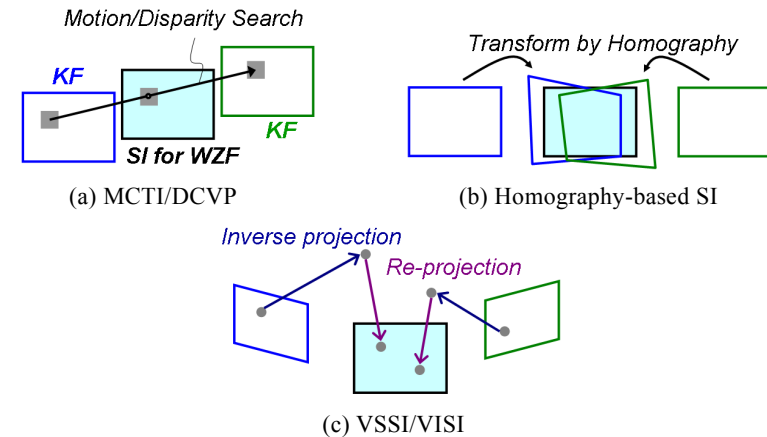 Motion/Disparity Search
KF
KF
SI for WZF
(a) MCTI/DCVP
Transform by Homography
(b) Homography-based SI
Inverse projection
Re-projection
(c) VSSI/VISI